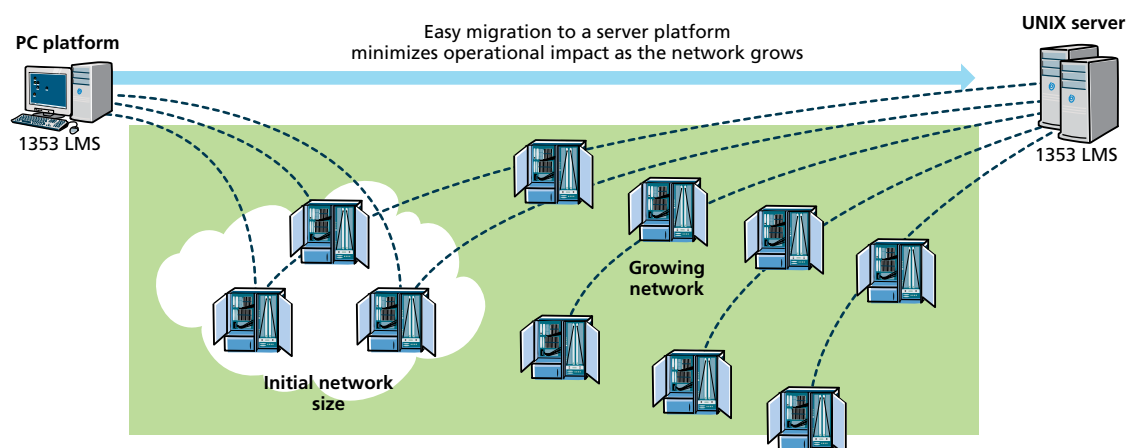 Easy migration to a server platform
minimizes operational impact as the network grows
PC platform
1353 LMS
UNIX server
1353 LMS
Growing
network
Initial network
size